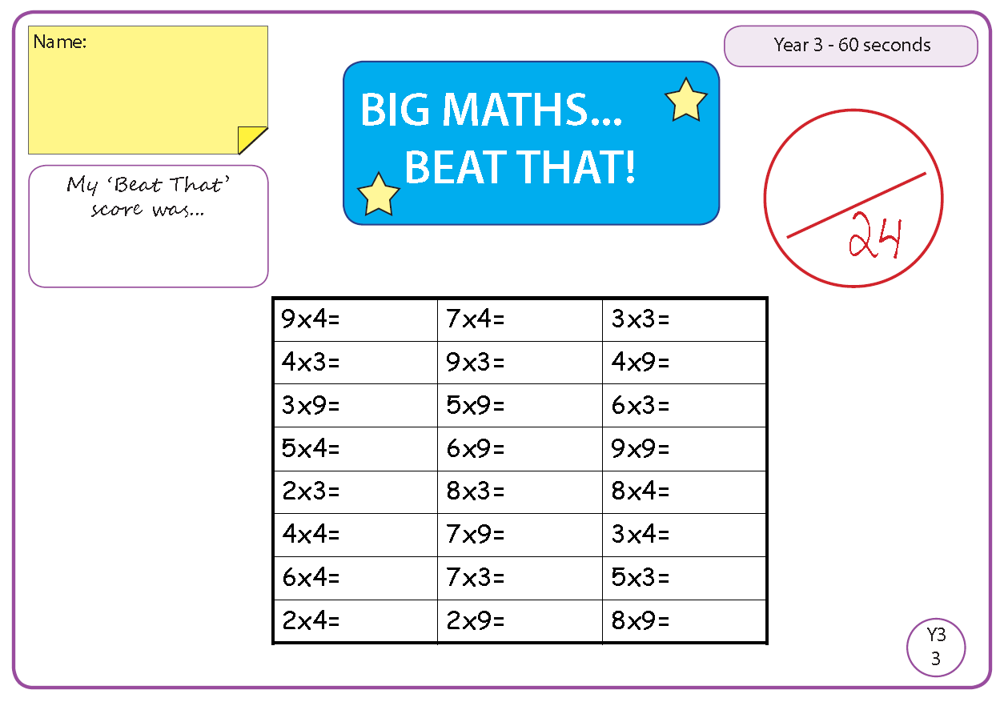 Name:
Year 3 - 60 seconds
BIG MATHS...
BEAT THAT!
My ‘Beat That’
score was...
24
9x4= 7x4= 3x3=
4x3= 9x3= 4x9=
3x9= 5x9= 6x3=
5x4= 6x9= 9x9=
2x3= 8x3= 8x4=
4x4= 7x9= 3x4=
6x4= 7x3= 5x3=
2x4= 2x9= 8x9=
Y3
3